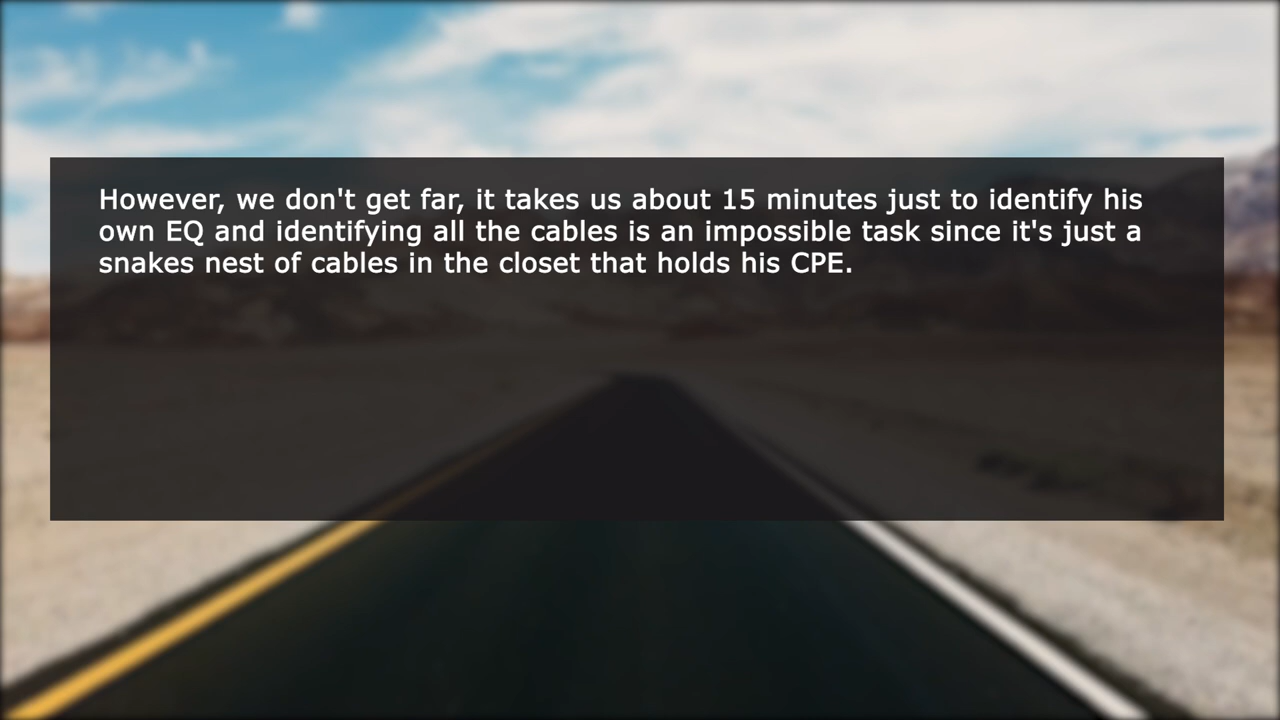 However, we don't get far, it takes us about 15 minutes just to identify his
own EQ and identifying all the cables is an impossible task since it's just a
snakes nest of cables in the closet that holds his CPE.